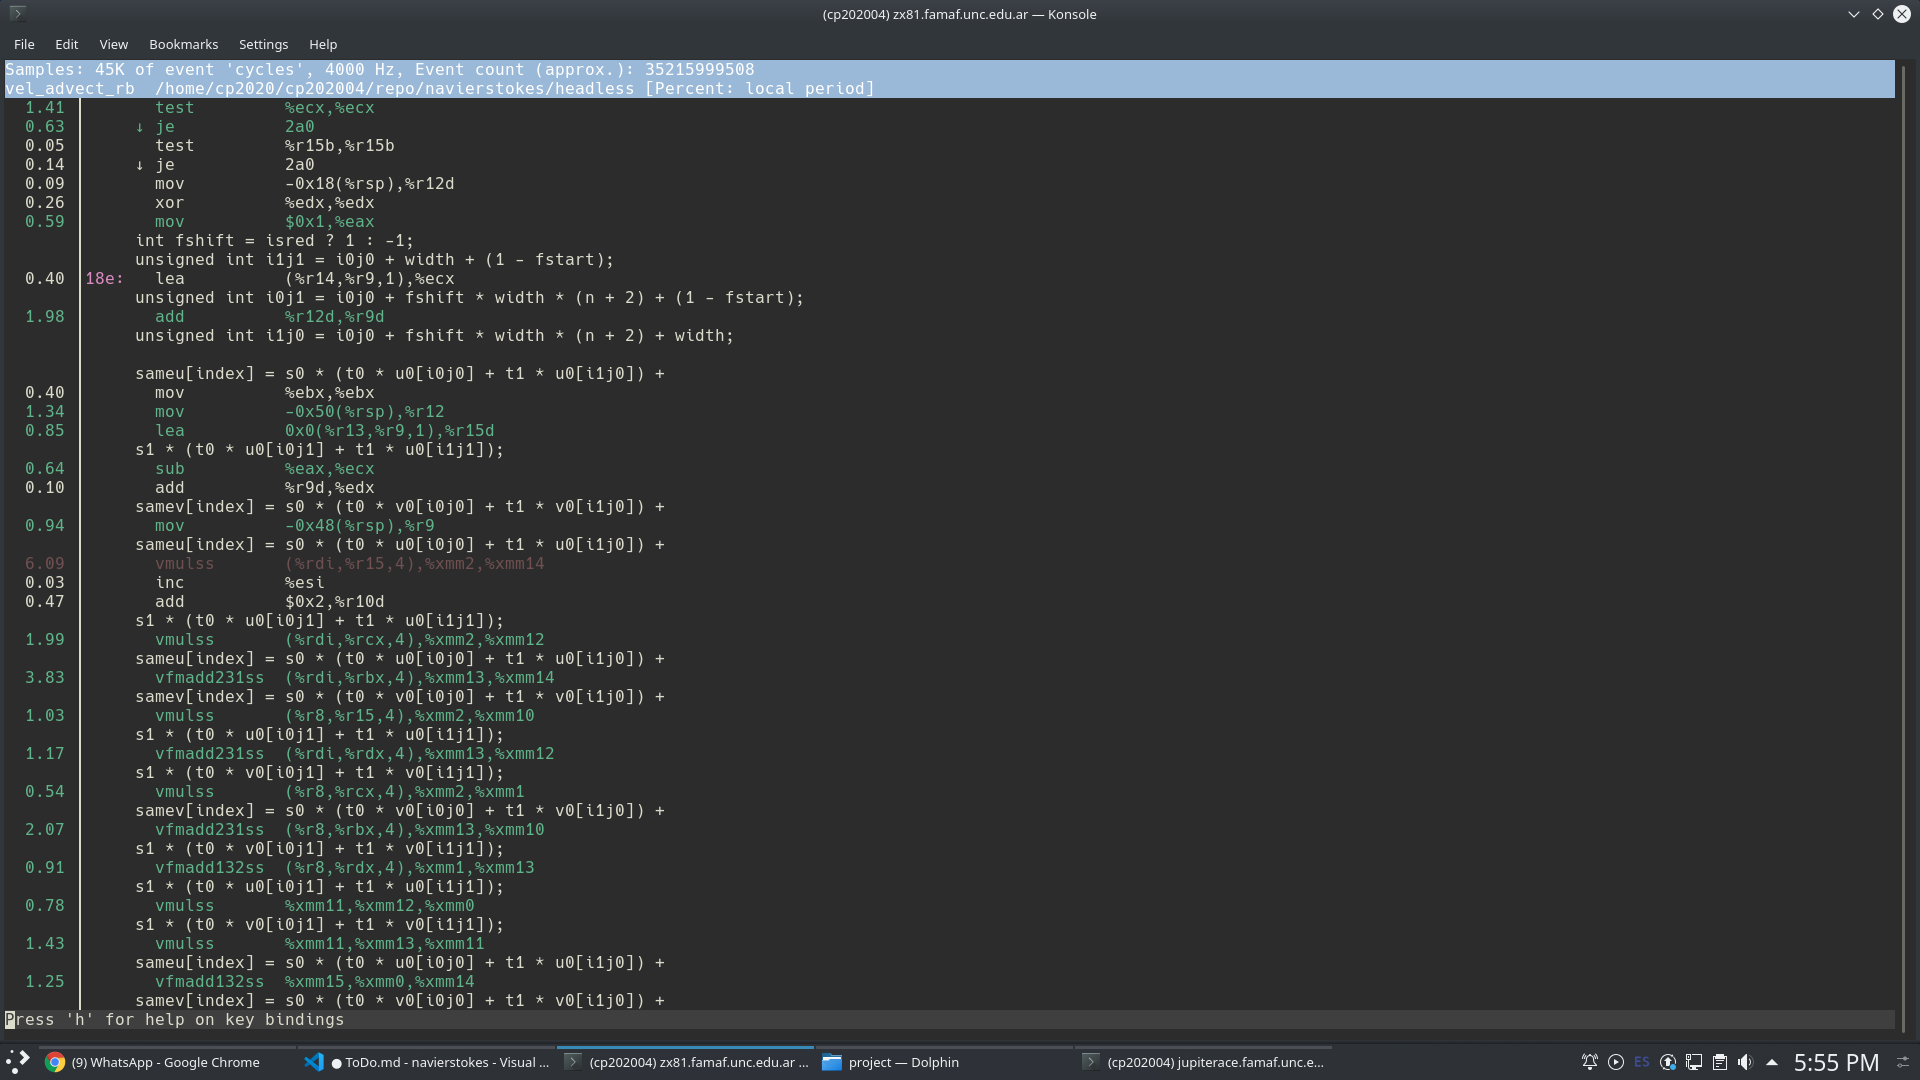 (cp202004) zx81.famaf.unc.edu.ar — Konsole
File Edit View Bookmarks Settings Help
Samples: 45K of event 'cycles', 4000 Hz, Event count (approx.): 35215999508
vel_advect_rb /home/cp2020/cp202004/repo/navierstokes/headless [Percent: local period]
1.41 test %ecx,%ecx
0.63 ↓ je 2a0
0.05 test %r15b,%r15b
0.14 ↓ je 2a0
0.09 mov -0x18(%rsp),%r12d
0.26 xor %edx,%edx
0.59 mov $0x1,%eax
int fshift = isred ? 1 : -1;
unsigned int i1j1 = i0j0 + width + (1 - fstart);
0.40 18e: lea (%r14,%r9,1),%ecx
unsigned int i0j1 = i0j0 + fshift * width * (n + 2) + (1 - fstart);
1.98 add %r12d,%r9d
unsigned int i1j0 = i0j0 + fshift * width * (n + 2) + width;
sameu[index] = s0 * (t0 * u0[i0j0] + t1 * u0[i1j0]) +
0.40 mov %ebx,%ebx
1.34 mov -0x50(%rsp),%r12
0.85 lea 0x0(%r13,%r9,1),%r15d
s1 * (t0 * u0[i0j1] + t1 * u0[i1j1]);
0.64 sub %eax,%ecx
0.10 add %r9d,%edx
samev[index] = s0 * (t0 * v0[i0j0] + t1 * v0[i1j0]) +
0.94 mov -0x48(%rsp),%r9
sameu[index] = s0 * (t0 * u0[i0j0] + t1 * u0[i1j0]) +
6.09 vmulss (%rdi,%r15,4),%xmm2,%xmm14
0.03 inc %esi
0.47 add $0x2,%r10d
s1 * (t0 * u0[i0j1] + t1 * u0[i1j1]);
1.99 vmulss (%rdi,%rcx,4),%xmm2,%xmm12
sameu[index] = s0 * (t0 * u0[i0j0] + t1 * u0[i1j0]) +
3.83 vfmadd231ss (%rdi,%rbx,4),%xmm13,%xmm14
samev[index] = s0 * (t0 * v0[i0j0] + t1 * v0[i1j0]) +
1.03 vmulss (%r8,%r15,4),%xmm2,%xmm10
s1 * (t0 * u0[i0j1] + t1 * u0[i1j1]);
1.17 vfmadd231ss (%rdi,%rdx,4),%xmm13,%xmm12
s1 * (t0 * v0[i0j1] + t1 * v0[i1j1]);
0.54 vmulss (%r8,%rcx,4),%xmm2,%xmm1
samev[index] = s0 * (t0 * v0[i0j0] + t1 * v0[i1j0]) +
2.07 vfmadd231ss (%r8,%rbx,4),%xmm13,%xmm10
s1 * (t0 * v0[i0j1] + t1 * v0[i1j1]);
0.91 vfmadd132ss (%r8,%rdx,4),%xmm1,%xmm13
s1 * (t0 * u0[i0j1] + t1 * u0[i1j1]);
0.78 vmulss %xmm11,%xmm12,%xmm0
s1 * (t0 * v0[i0j1] + t1 * v0[i1j1]);
1.43 vmulss %xmm11,%xmm13,%xmm11
sameu[index] = s0 * (t0 * u0[i0j0] + t1 * u0[i1j0]) +
1.25 vfmadd132ss %xmm15,%xmm0,%xmm14
samev[index] = s0 * (t0 * v0[i0j0] + t1 * v0[i1j0]) +
Press 'h' for help on key bindings
(9) WhatsApp - Google Chrome ● ToDo.md - navierstokes - Visual ... (cp202004) zx81.famaf.unc.edu.ar ... project — Dolphin (cp202004) jupiterace.famaf.unc.e... ES 5:55 PM